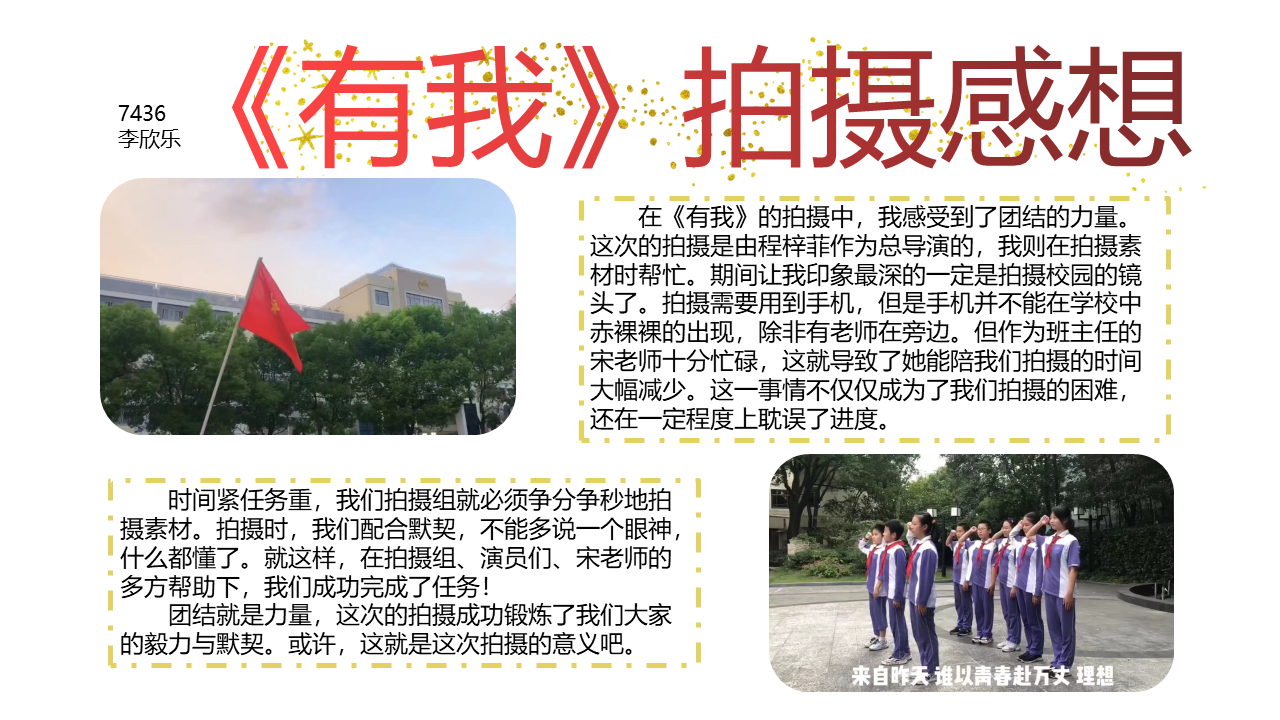 《有我》拍摄感想
7436
李欣乐
在《有我》的拍摄中，我感受到了团结的力量。
这次的拍摄是由程梓菲作为总导演的，我则在拍摄素
材时帮忙。期间让我印象最深的一定是拍摄校园的镜
头了。拍摄需要用到手机，但是手机并不能在学校中
赤裸裸的出现，除非有老师在旁边。但作为班主任的
宋老师十分忙碌，这就导致了她能陪我们拍摄的时间
大幅减少。这一事情不仅仅成为了我们拍摄的困难，
还在一定程度上耽误了进度。
时间紧任务重，我们拍摄组就必须争分争秒地拍
摄素材。拍摄时，我们配合默契，不能多说一个眼神，
什么都懂了。就这样，在拍摄组、演员们、宋老师的
多方帮助下，我们成功完成了任务！
团结就是力量，这次的拍摄成功锻炼了我们大家
的毅力与默契。或许，这就是这次拍摄的意义吧。
来自昨天 谁以青春赴万丈 理想